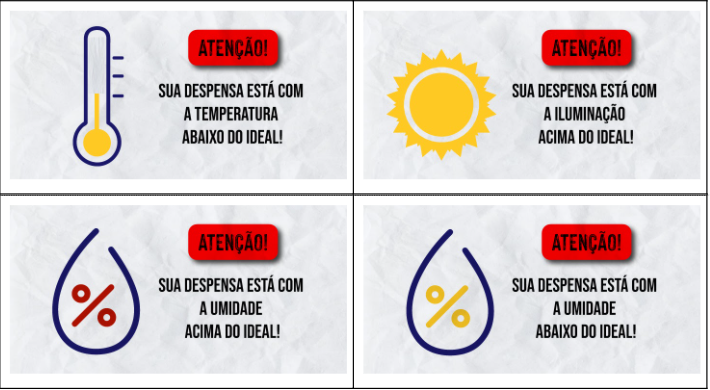 ATENÇÃO!
SUA DESPENSA ESTÁ COM
A TEMPERATURA
ABAIXO DO IDEAL!
ATENÇÃO!
SUA DESPENSA ESTÁ COM
A ILUMINAÇÃO
ACIMA DO IDEAL!
%
ATENÇÃO!
SUA DESPENSA ESTÁ COM
A UMIDADE
ACIMA DO IDEAL!
%
ATENÇÃO!
SUA DESPENSA ESTÁ COM
A UMIDADE
ABAIXO DO IDEAL!